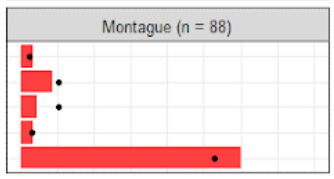 Montague (n = 88)